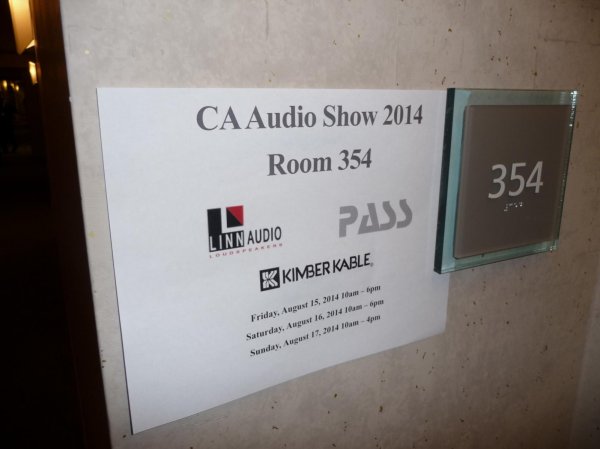 CA Audio Show 2014
Room 354
LINN AUDIO
LOUDSPEAKERS
PASS
KIMBER KABLE®
Friday, August 15, 2014 10am – 6pm
Saturday, August 16, 2014 10am – 6pm
Sunday, August 17, 2014 10am – 4pm
354